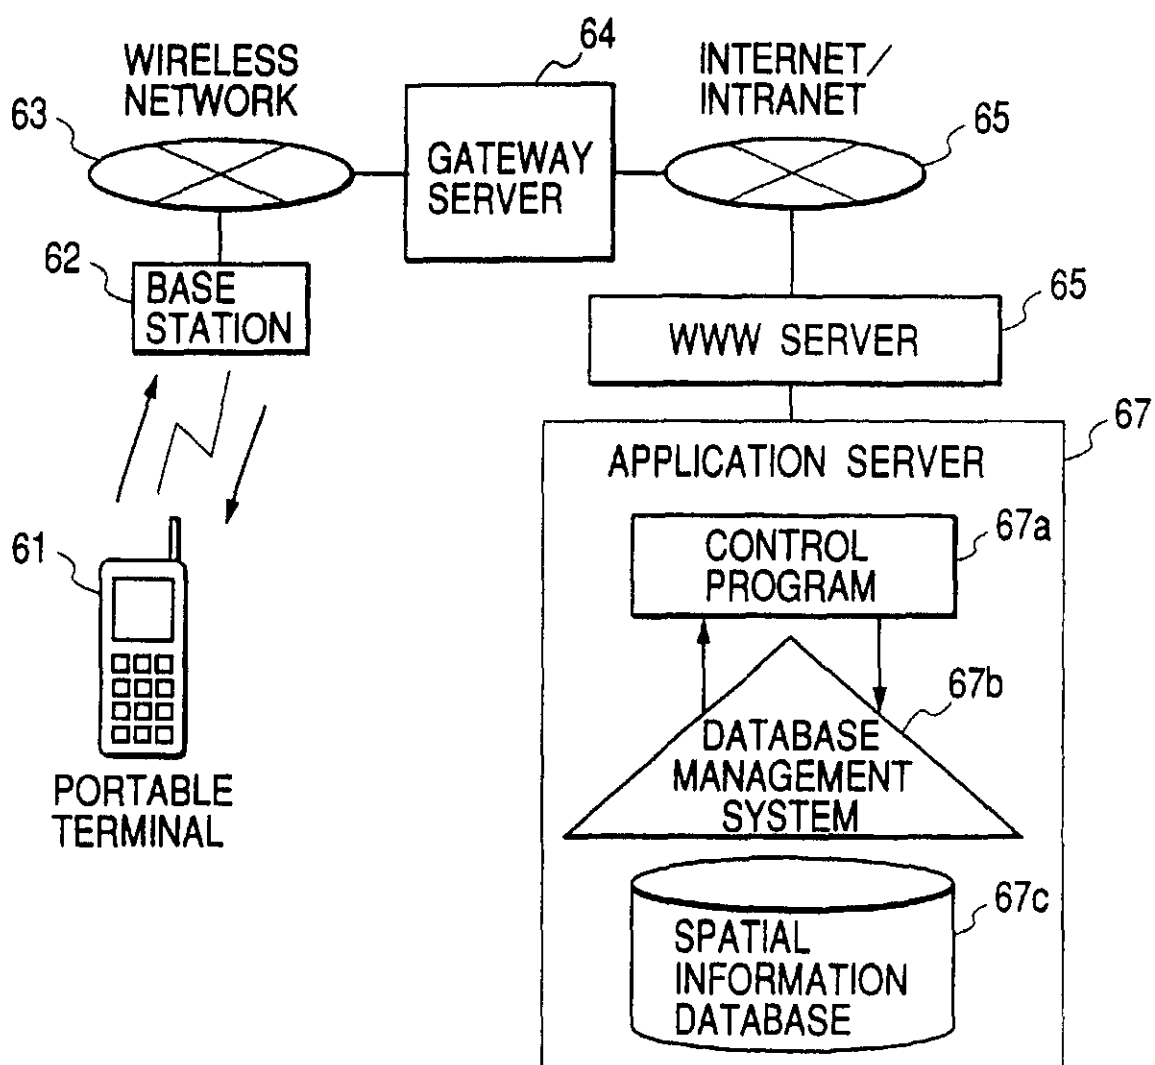 64
WIRELESS
NETWORK
INTERNET/
INTRANET
63
65
GATEWAY
SERVER
62
BASE
STATION
65
WWW SERVER
67
APPLICATION SERVER
61
67a
CONTROL
PROGRAM
67b
DATABASE
MANAGEMENT
SYSTEM
PORTABLE
TERMINAL
67c
SPATIAL
INFORMATION
DATABASE